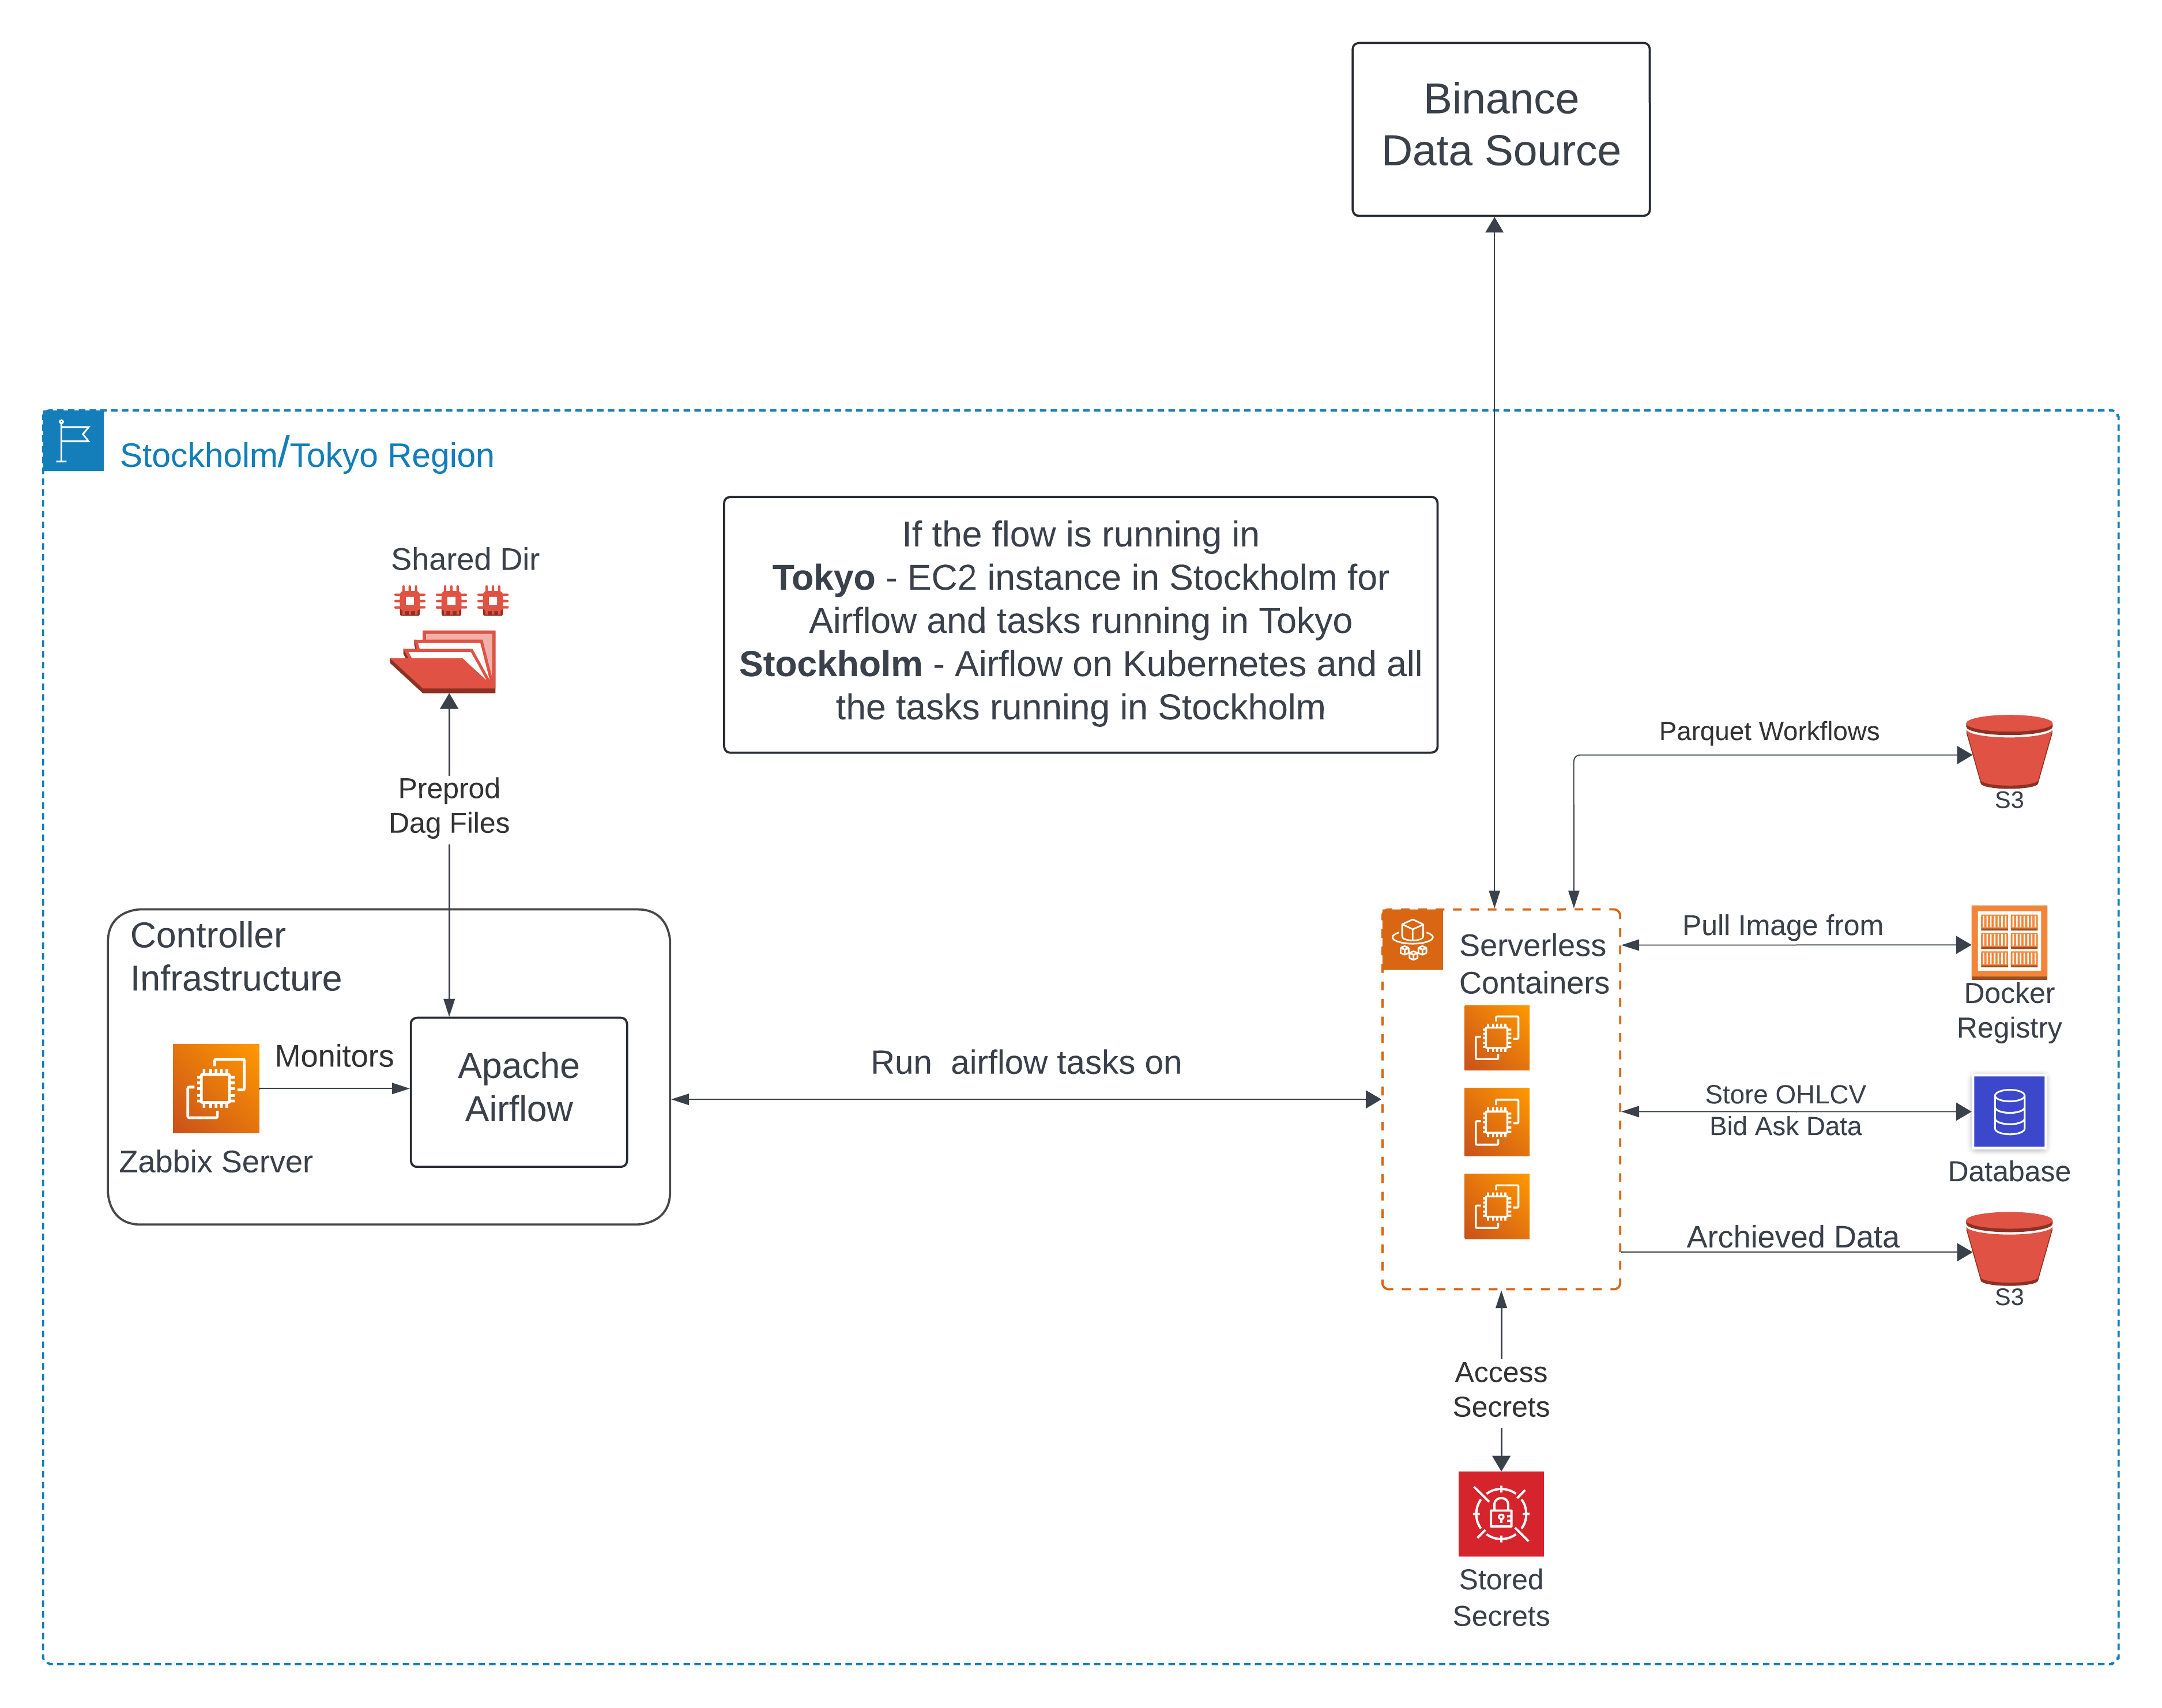 Binance
Data Source
Stockholm/Tokyo Region
If the flow is running in
Tokyo - EC2 instance in Stockholm for
Airflow and tasks running in Tokyo
Stockholm - Airflow on Kubernetes and all
the tasks running in Stockholm
Shared Dir
Preprod
Dag Files
Controller
Infrastructure
Monitors
Zabbix Server
Apache
Airflow
Run  airflow tasks on
Serverless
Containers
Parquet Workflows
S3
Pull Image from
Docker
Registry
Store OHLCV
Bid Ask Data
Database
Archieved Data
S3
Access
Secrets
Stored
Secrets